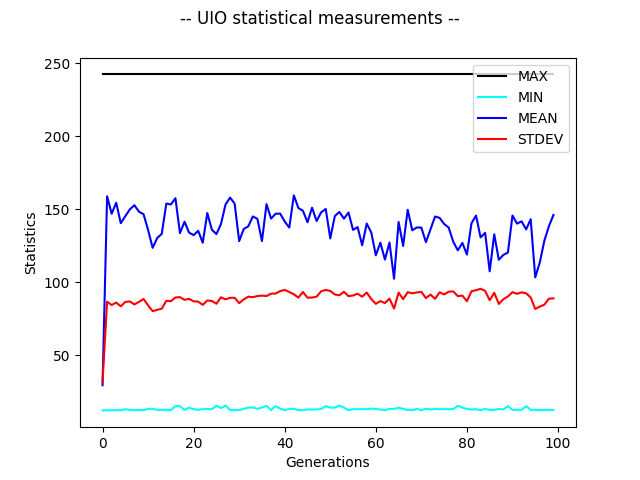 -- UIO statistical measurements --
250
200
150
100
50
Statistics
MAX
MIN
MEAN
STDEV
0 20 40 60 80 100
Generations